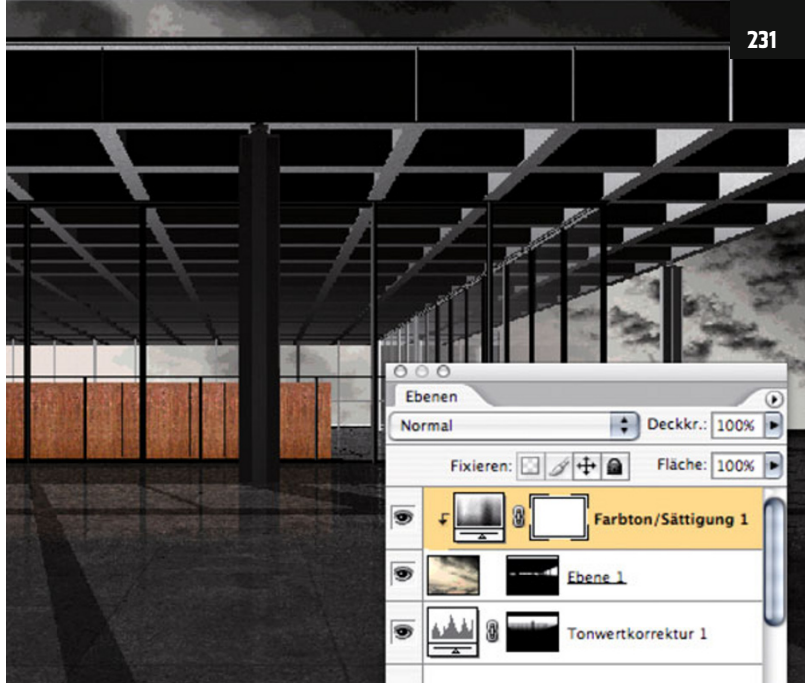 231
Ebenen
Normal Deckkr.: 100%
Fixieren: Fläche: 100%
Farbton/Sättigung 1
Ebene 1
Tonwertkorrektur 1